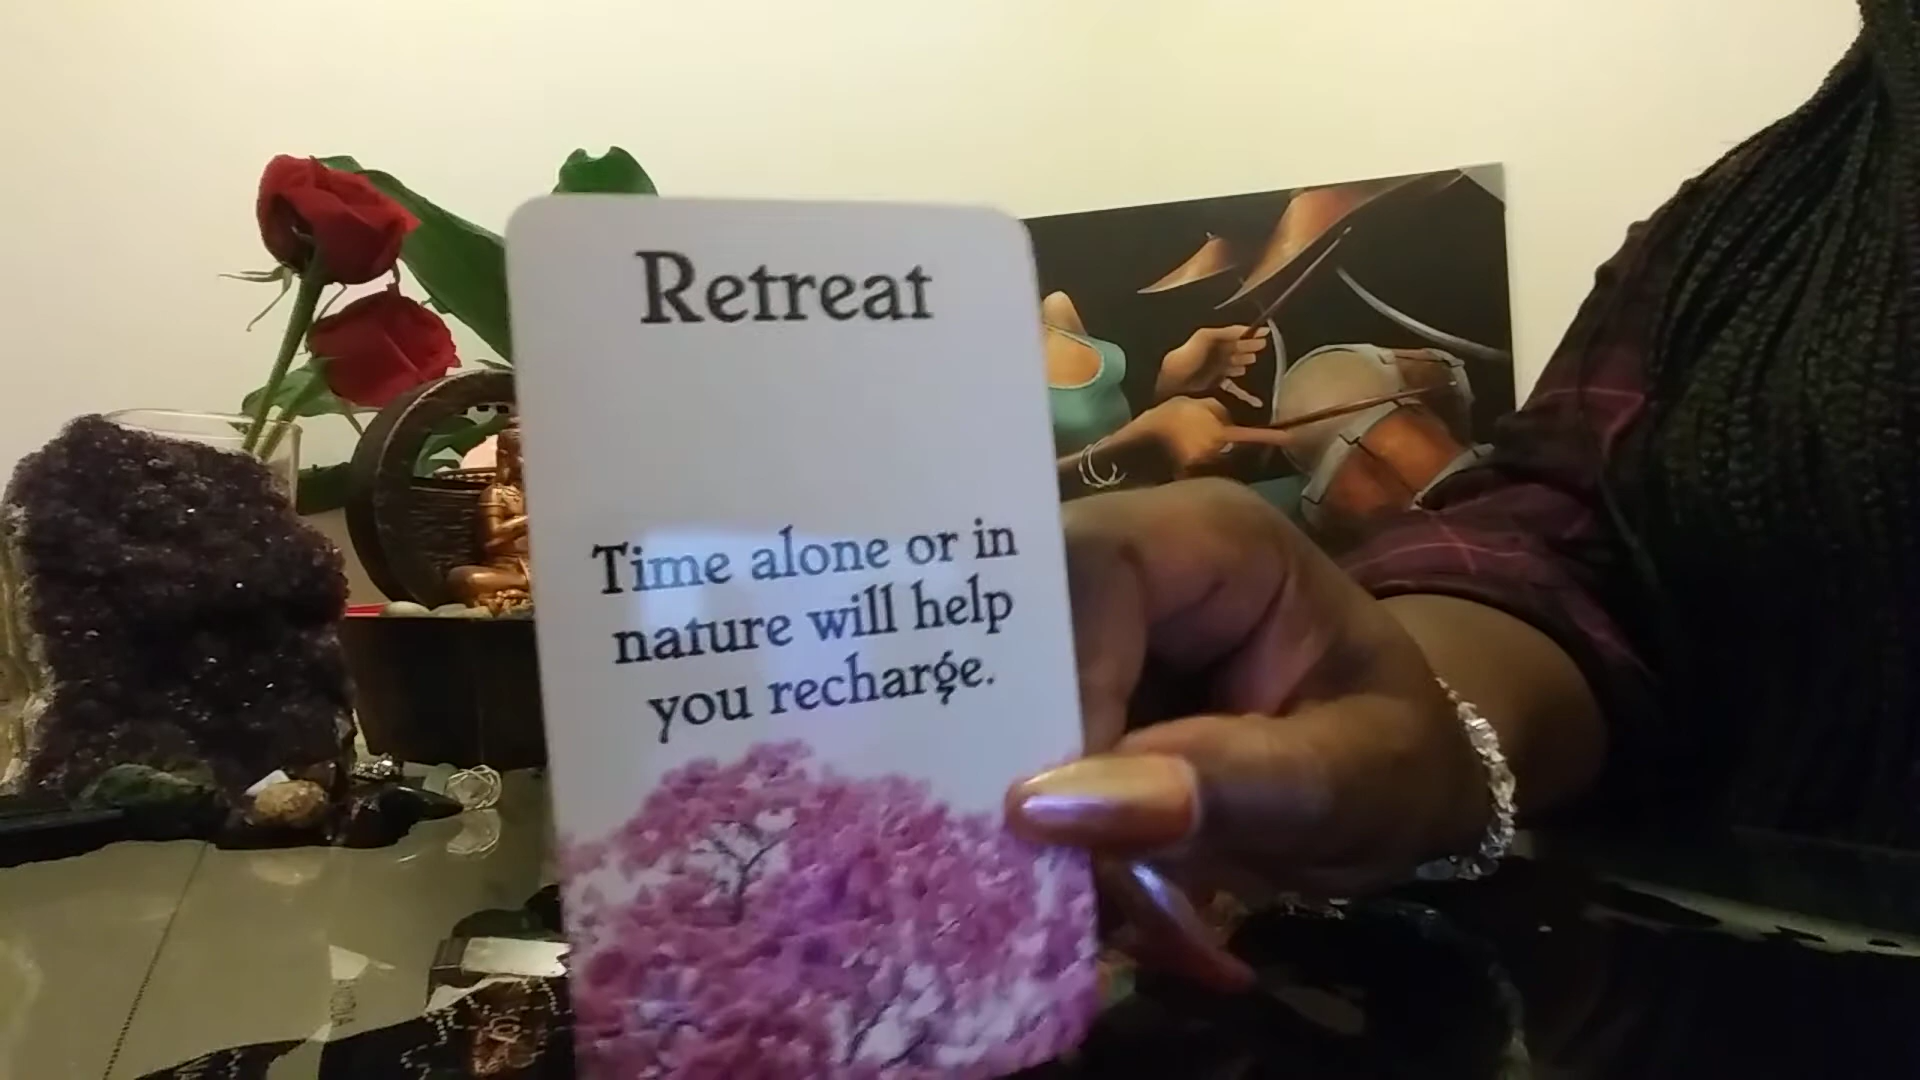 Retreat
Time alone or in
nature will help
you recharge.